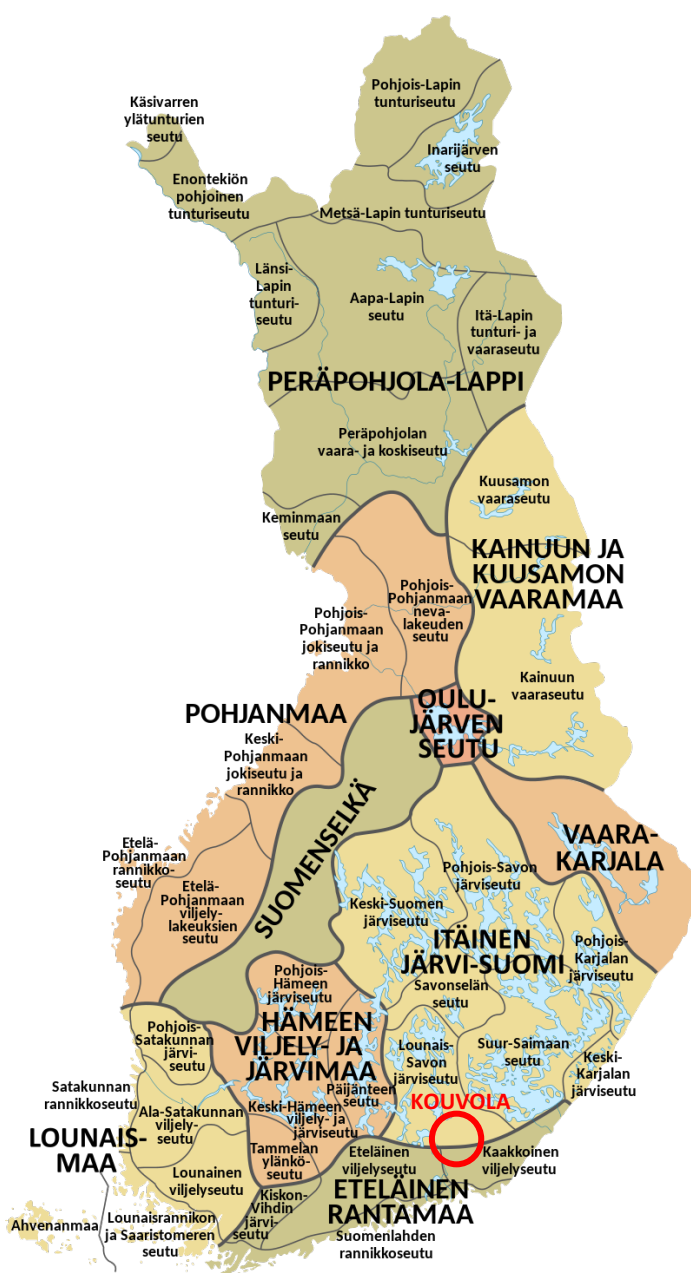 Pohjois-Lapin
tunturiseutu
Käsivarren
ylätunturien
seutu
Inarijärven
seutu
Enontekiön
pohjoinen
tunturiseutu
Metsä-Lapin tunturiseutu
Länsi-
Lapin
tunturi-
seutu
Aapa-Lapin
seutu
Itä-Lapin
tunturi- ja
vaaraseutu
PERÄPOHJOLA-LAPPI
Peräpohjolan
vaara- ja koskiseutu
Kuusamon
vaaraseutu
Keminmaan
seutu
KAINUUN JA
KUUSAMON
VAARAMAA
Pohjois-
Pohjanmaan
neva-
lakeuden
seutu
Pohjois-
Pohjanmaan
jokiseutu ja
rannikko
Kainuun
vaaraseutu
OULU-
JÄRVEN
SEUTU
POHJANMAA
Keski-
Pohjanmaan
jokiseutu ja
rannikko
SUOMENSELKÄ
VAARA-
KARJALA
Etelä-
Pohjanmaan
rannikko-
seutu
Etelä-
Pohjanmaan
viljely-
lakeuksien
seutu
Pohjois-Savon
järviseutu
Keski-Suomen
järviseutu
ITÄINEN
JÄRVI-SUOMI
Pohjois-
Karjalan
järviseutu
Savonselän
seutu
Pohjois-
Hämeen
järviseutu
HÄMEEN
VILJELY- JA
JÄRVIMAA
Pohjois-
Satakunnan
järvi-
seutu
Lounais-
Savon
järviseutu
Suur-Saimaan
seutu
Keski-
Karjalan
järviseutu
Satakunnan
rannikkoseutu
Päijänteen
seutu
KOUVOLA
Ala-Satakunnan
viljely-
seutu
Keski-Hämeen
viljely- ja
järviseutu
LOUNAIS-
MAA
Tammelan
ylänkö-
seutu
Eteläinen
viljelyseutu
Kaakkoinen
viljelyseutu
Lounainen
viljelyseutu
ETELÄINEN
RANTAMAA
Kiskon-
Vihdin
järvi-
seutu
Ahvenanmaa
Lounaisrannikon
ja Saaristomeren
seutu
Suomenlahden
rannikkoseutu